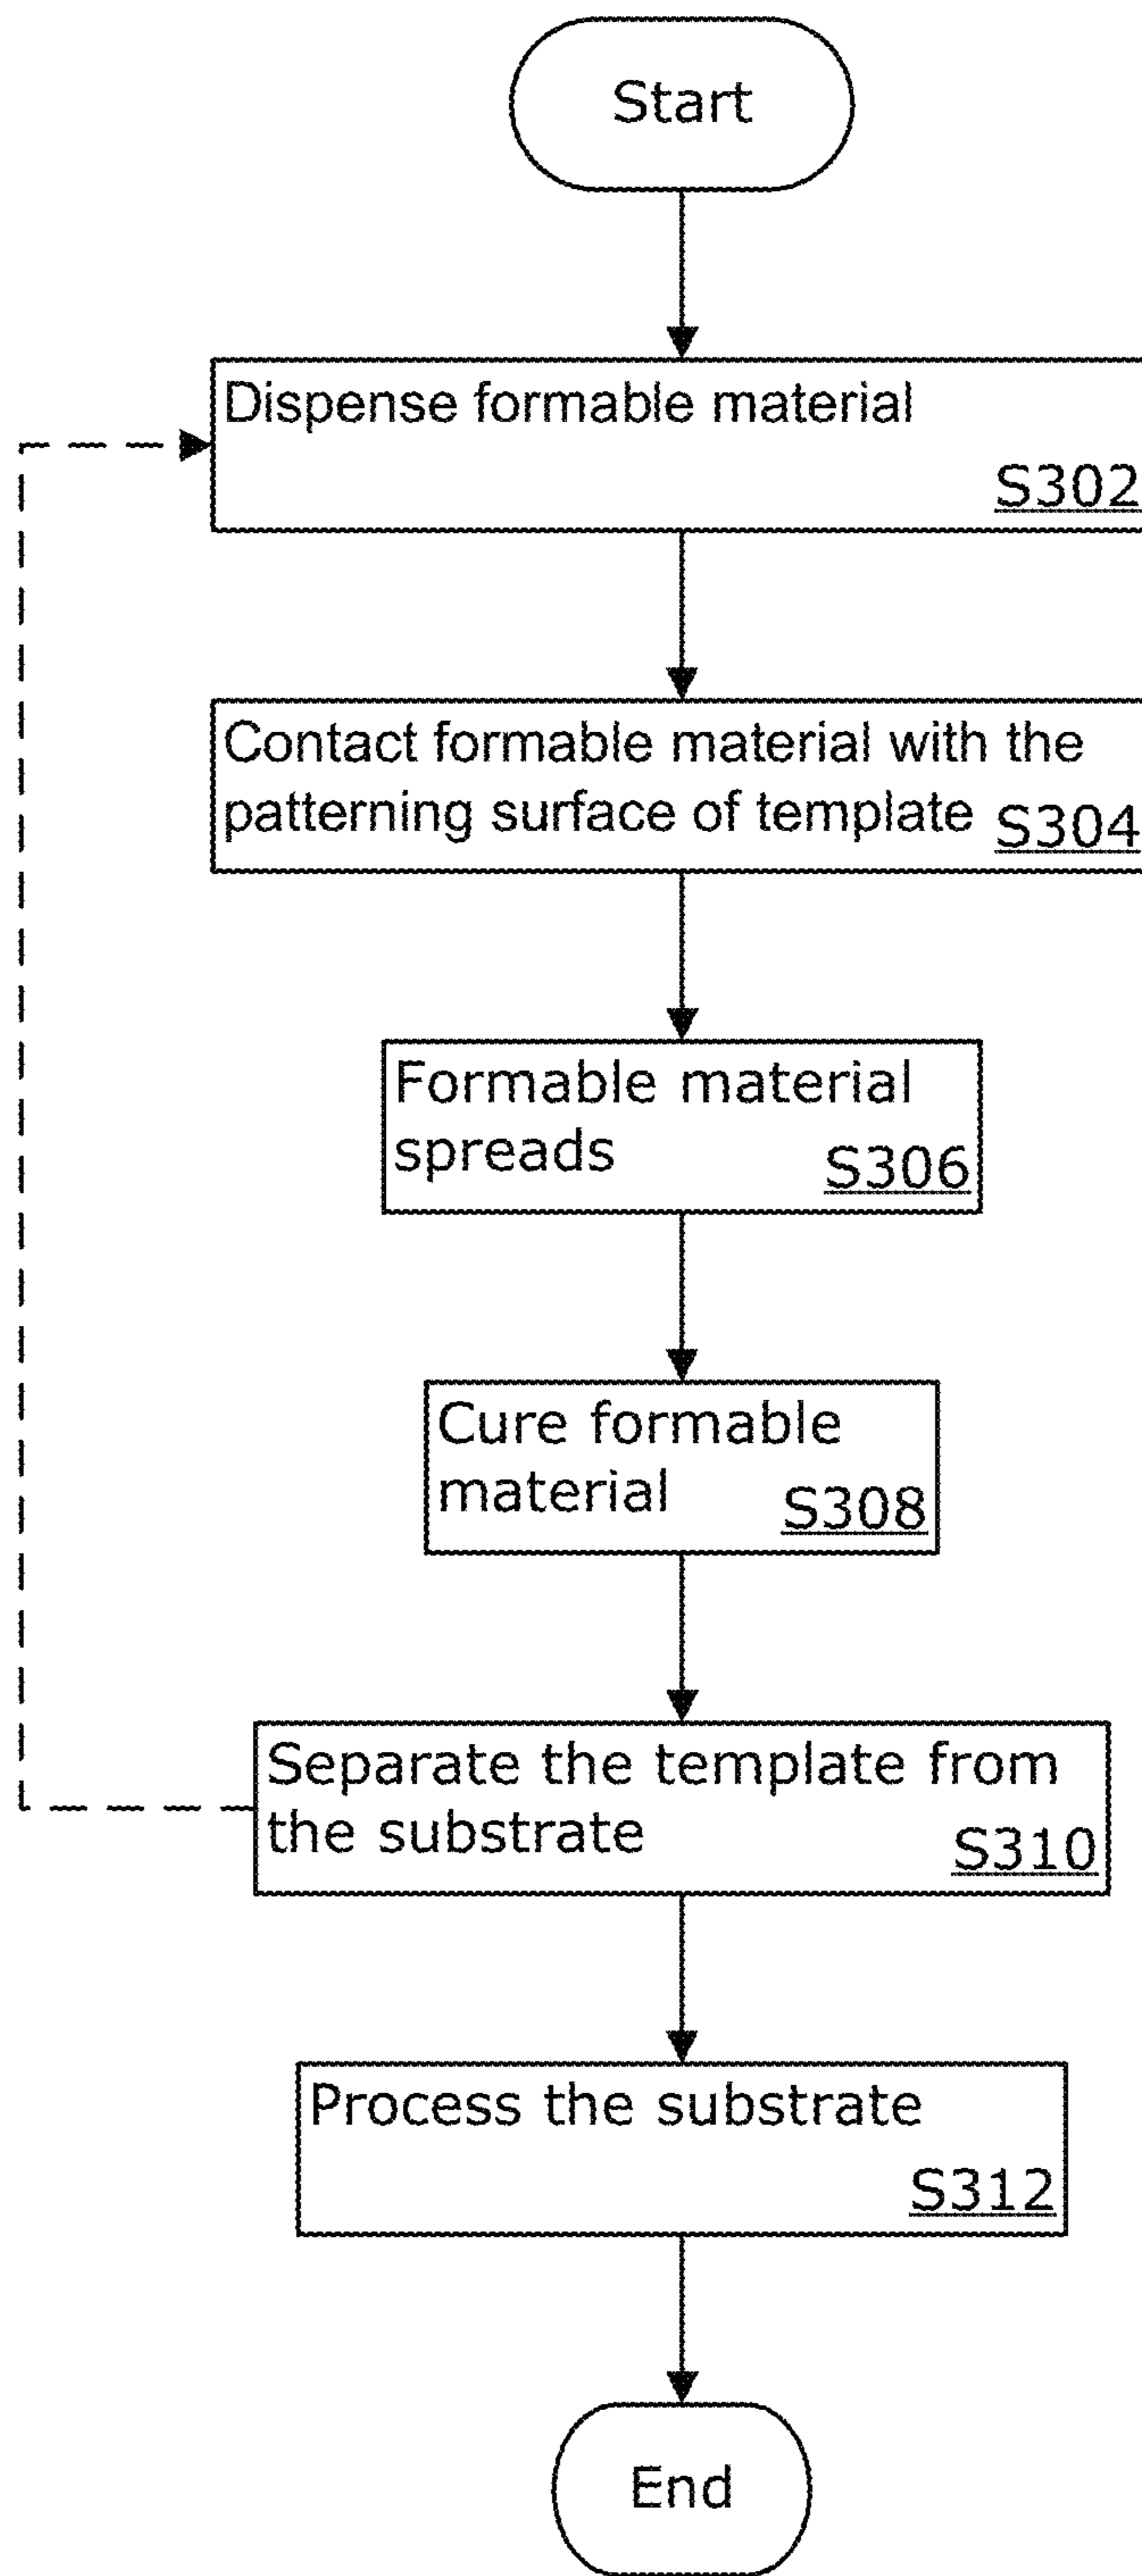 Start
Dispense formable material
S302
Contact formable material with the
patterning surface of template S304
Formable material
spreads
S306
Cure formable
material
S308
Separate the template from
the substrate
S310
Process the substrate
S312
End